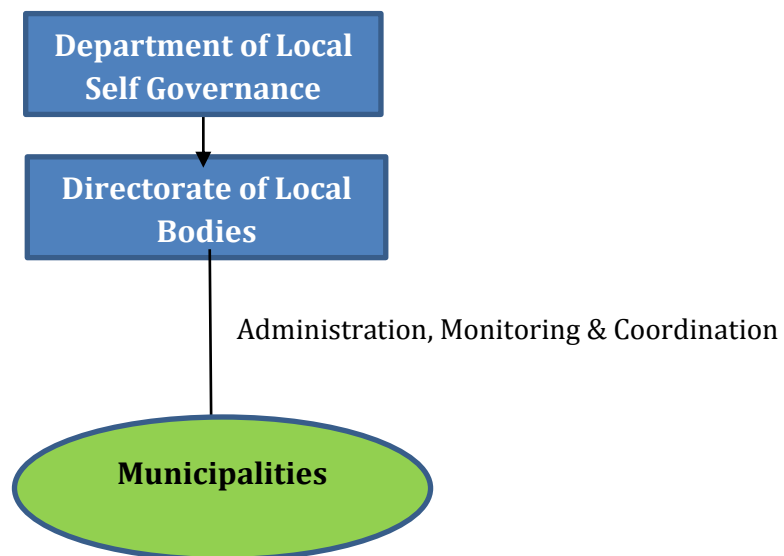 Department of Local
Self Governance
Directorate of Local
Bodies
Administration, Monitoring & Coordination
Municipalities